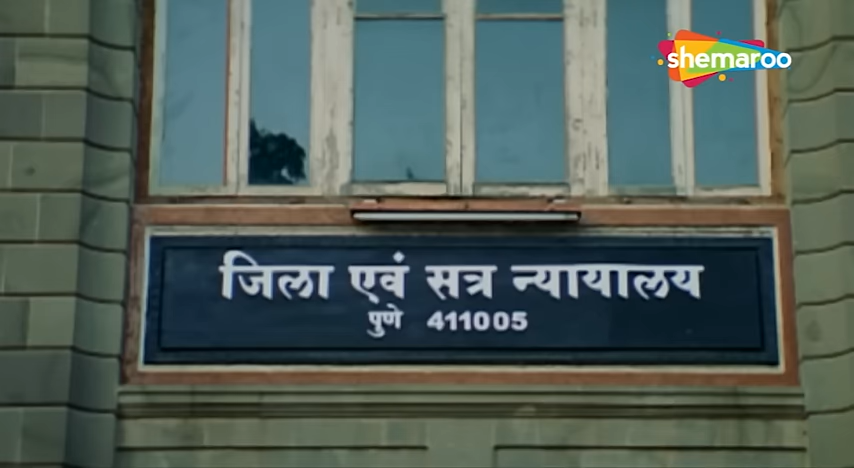 shemaroo
जिला एवं सत्र न्यायालय
पुणे 411005